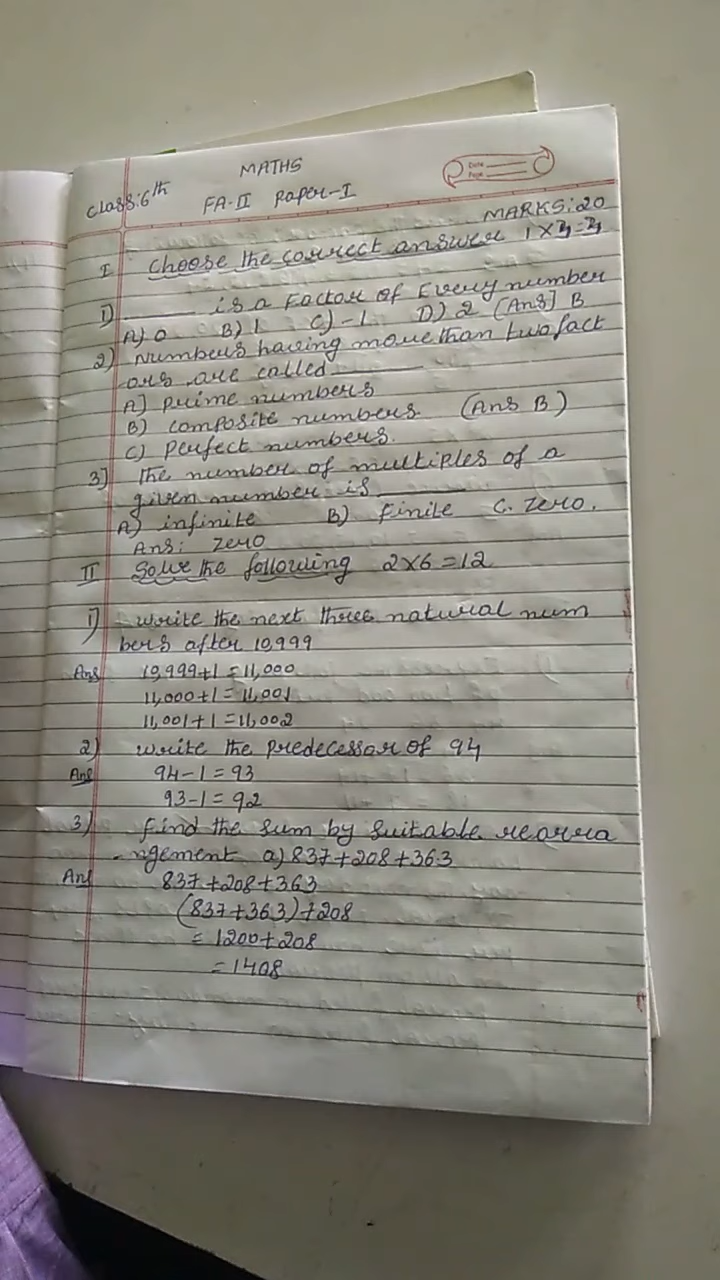 MATHS
Class:6th
FA-II Paper-I
Date
Page
MARKS:20
I Choose the correct answer 1×3=3
1) ______ is a Factor of Every number
A) 0 B) 1 C) -1 D) 2 [Ans] B
2) Numbers having more than two fact
ors are called ______
A] prime numbers
B) composite numbers (Ans B)
C) Perfect numbers.
3] The number of multiples of a
given number is ______
A) infinite B) Finite C. Zero.
Ans: Zero
II Solve the following 2×6=12
1) write the next three natural num
bers after 10,999
Ans 10,999+1=11,000
11,000+1=11,001
11,001+1=11,002
2) write the predecessor of 94
Ans 94-1=93
93-1=92
3) find the sum by suitable rearra
-ngement a) 837+208+363
Ans 837+208+363
(837+363)+208
= 1200+208
= 1408